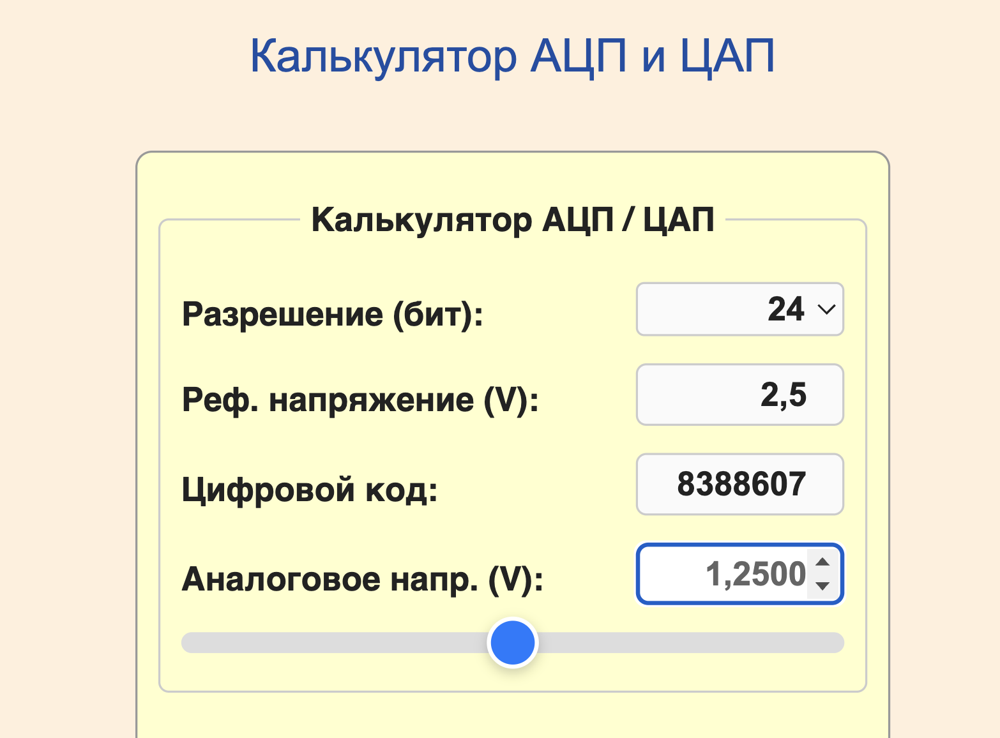 Калькулятор АЦП и ЦАП
Калькулятор АЦП / ЦАП
Разрешение (бит): 24
Реф. напряжение (V): 2,5
Цифровой код: 8388607
Аналоговое напр. (V): 1,2500